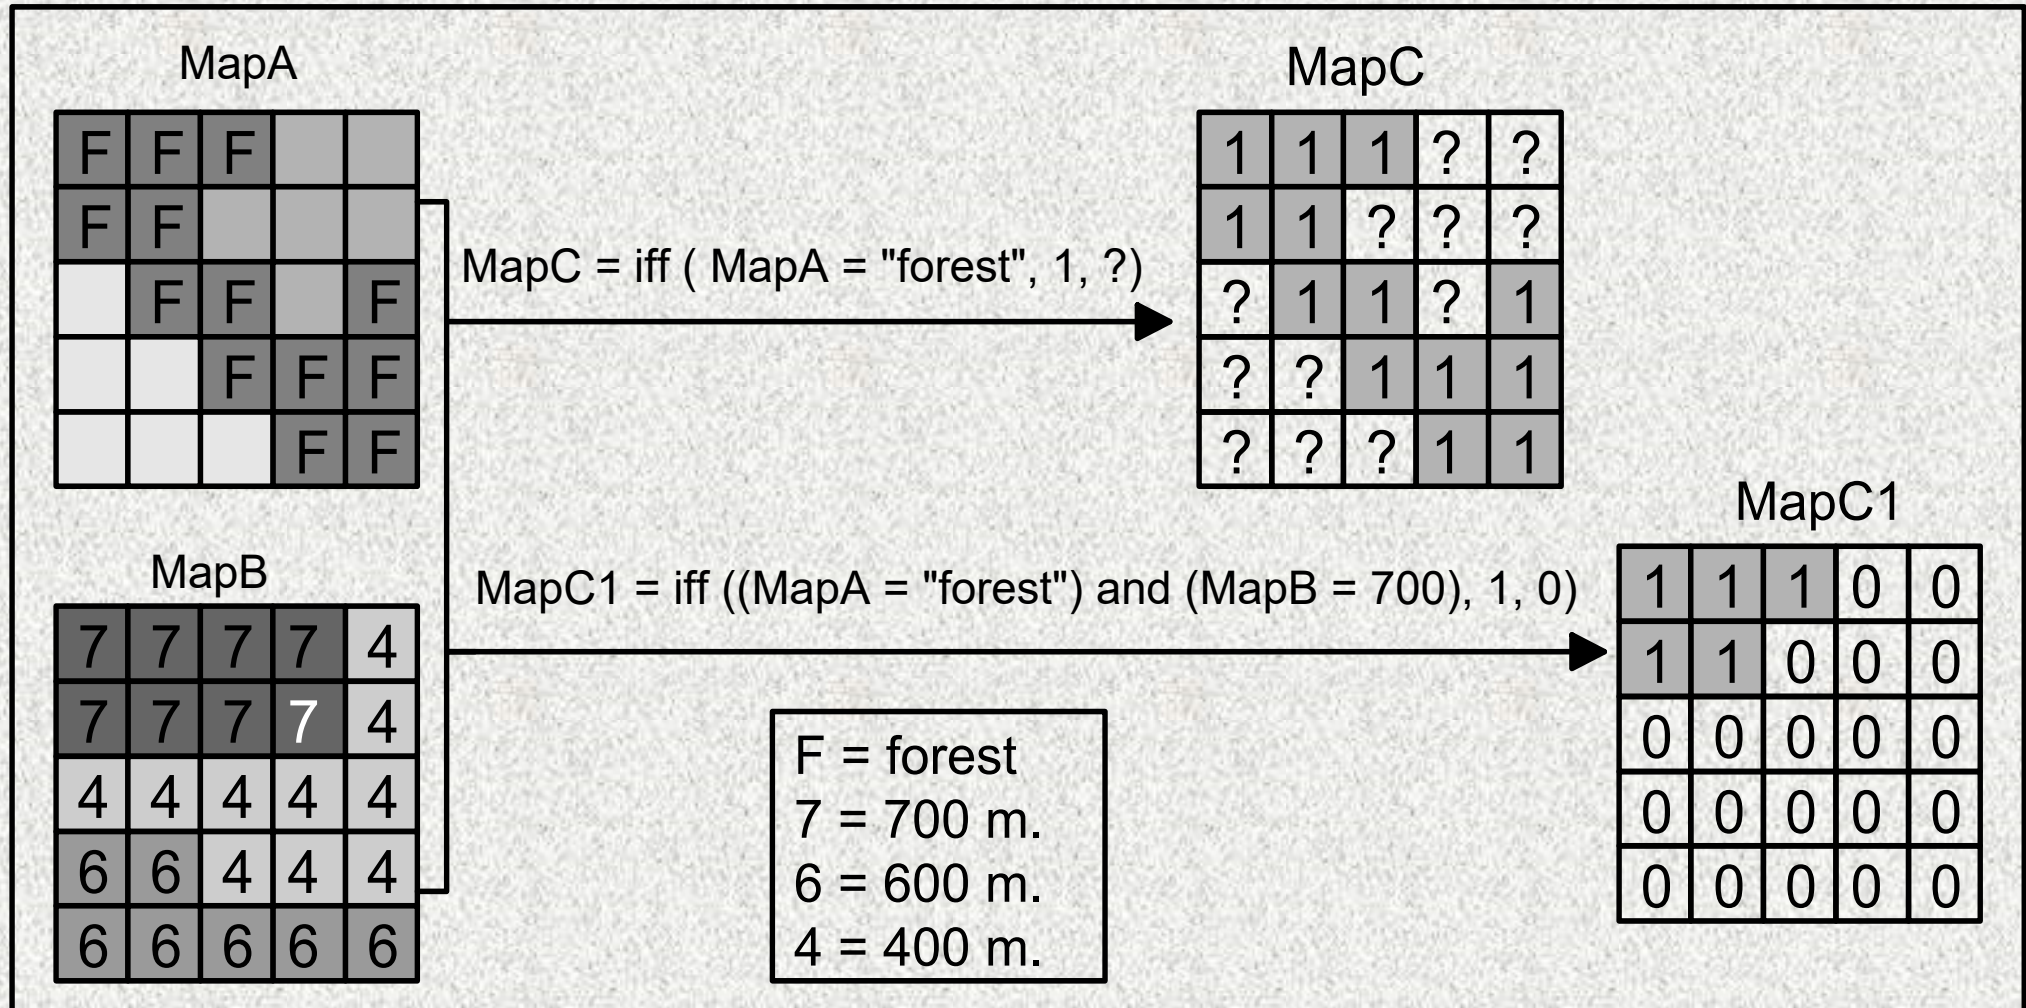 MapA
F F F
F F
F F F
F F F
F F
MapC = iff ( MapA = "forest", 1, ?)
MapC
1 1 1 ? ?
1 1 ? ? ?
? 1 1 ? 1
? ? 1 1 1
? ? ? 1 1
MapB
7 7 7 7 4
7 7 7 7 4
4 4 4 4 4
6 6 4 4 4
6 6 6 6 6
MapC1 = iff ((MapA = "forest") and (MapB = 700), 1, 0)
F = forest
7 = 700 m.
6 = 600 m.
4 = 400 m.
MapC1
1 1 1 0 0
1 1 0 0 0
0 0 0 0 0
0 0 0 0 0
0 0 0 0 0